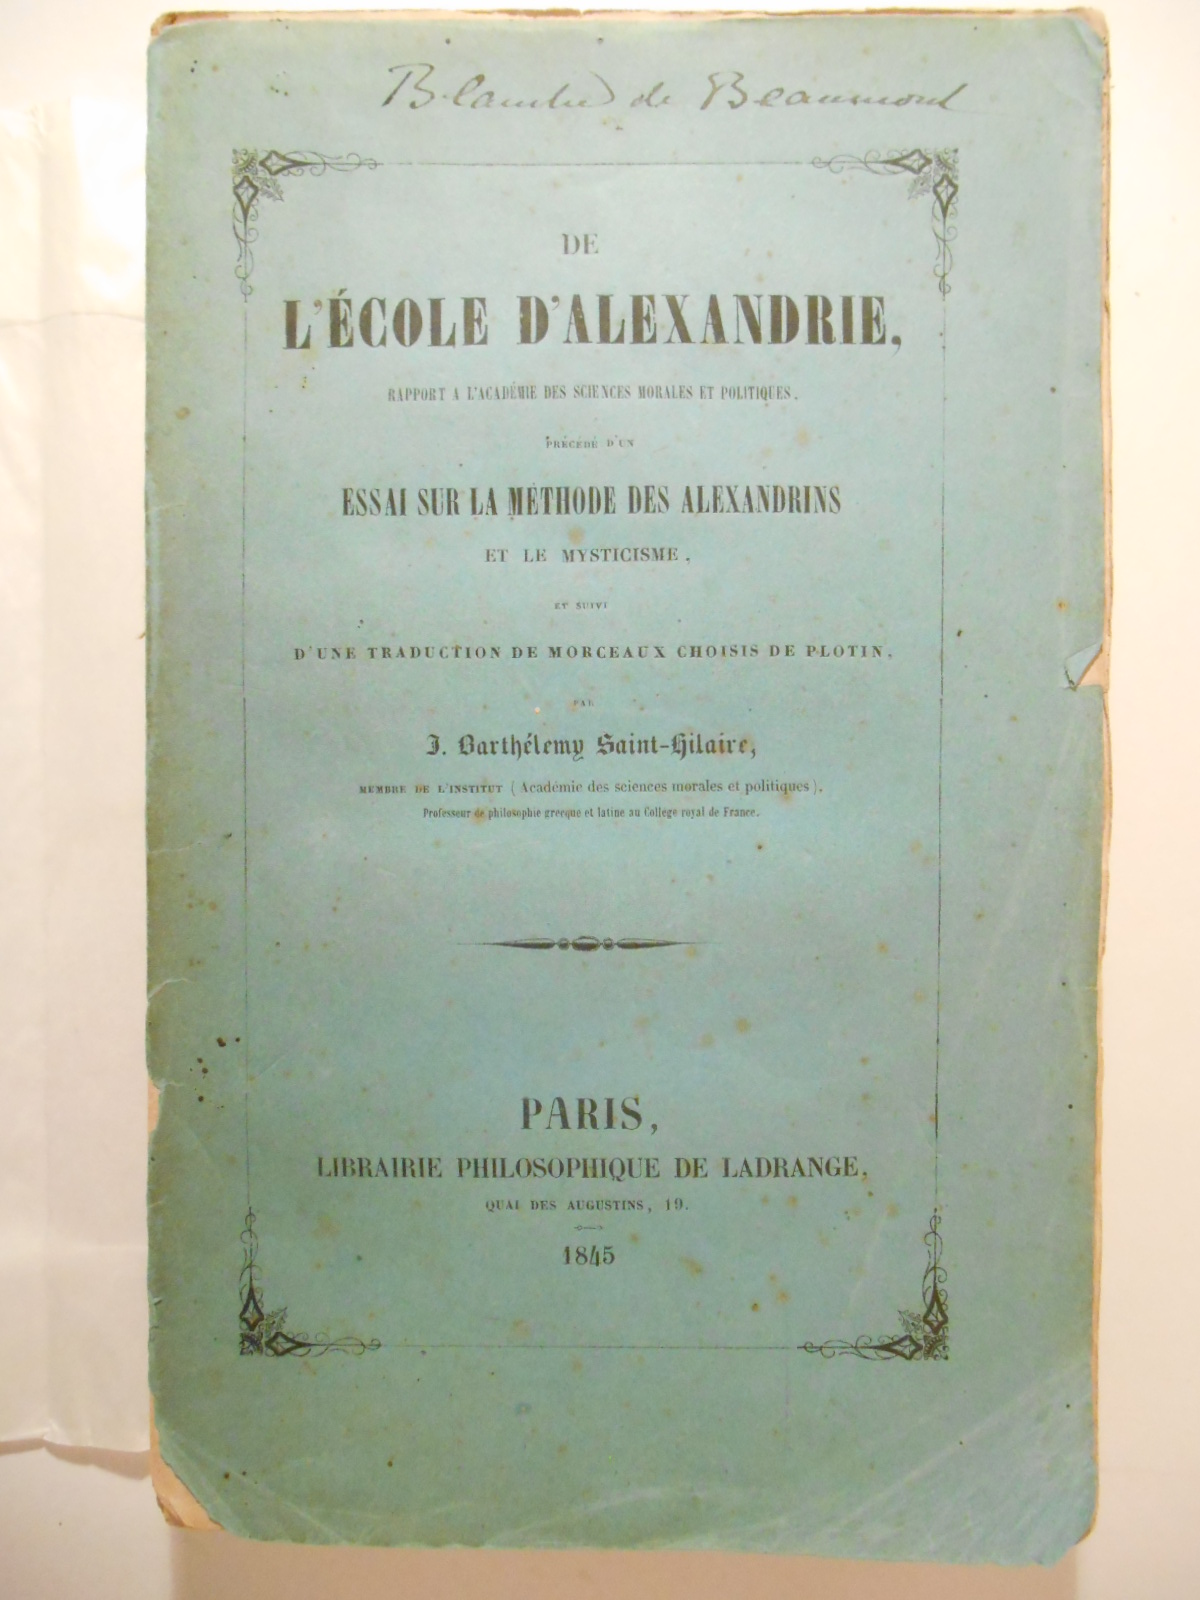 Blanche de Beaumont
DE
L'ÉCOLE D'ALEXANDRIE,
RAPPORT A L'ACADÉMIE DES SCIENCES MORALES ET POLITIQUES.
PRÉCÉDÉ D'UN
ESSAI SUR LA MÉTHODE DES ALEXANDRINS
ET LE MYSTICISME,
ET SUIVI
D'UNE TRADUCTION DE MORCEAUX CHOISIS DE PLOTIN,
PAR
J. Barthélemy Saint-Hilaire,
MEMBRE DE L'INSTITUT (Académie des sciences morales et politiques),
Professeur de philosophie grecque et latine au Collége royal de France.
PARIS,
LIBRAIRIE PHILOSOPHIQUE DE LADRANGE,
QUAI DES AUGUSTINS, 19.
1845